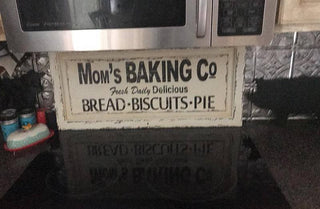 Mom's BAKING Co
Fresh Daily Delicious
BREAD · BISCUITS · PIE